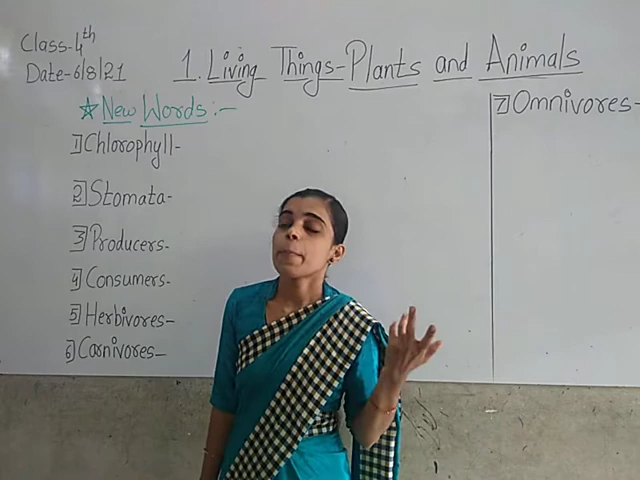 Class-4th
Date-6/8/21
1. Living Things-Plants and Animals
☆New Words:-
1] Chlorophyll-
2] Stomata-
3] Producers-
4] Consumers-
5] Herbivores-
6] Carnivores-
7] Omnivores-